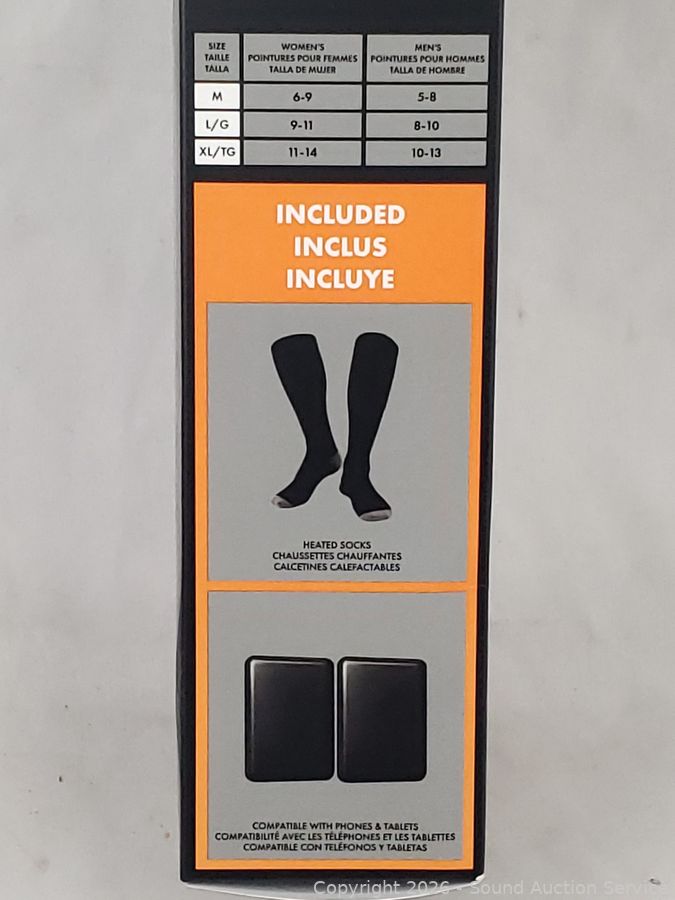 SIZE TAILLE TALLA
WOMEN'S POINTURES POUR FEMMES TALLA DE MUJER
MEN'S POINTURES POUR HOMMES TALLA DE HOMBRE
M 6-9 5-8
L/G 9-11 8-10
XL/TG 11-14 10-13
INCLUDED
INCLUS
INCLUYE
HEATED SOCKS
CHAUSSETTES CHAUFFANTES
CALCETINES CALEFACTABLES
COMPATIBLE WITH PHONES & TABLETS
COMPATIBILITÉ AVEC LES TÉLÉPHONES ET LES TABLETTES
COMPATIBLE CON TELÉFONOS Y TABLETAS
Copyright 2026 - Sound Auction Service